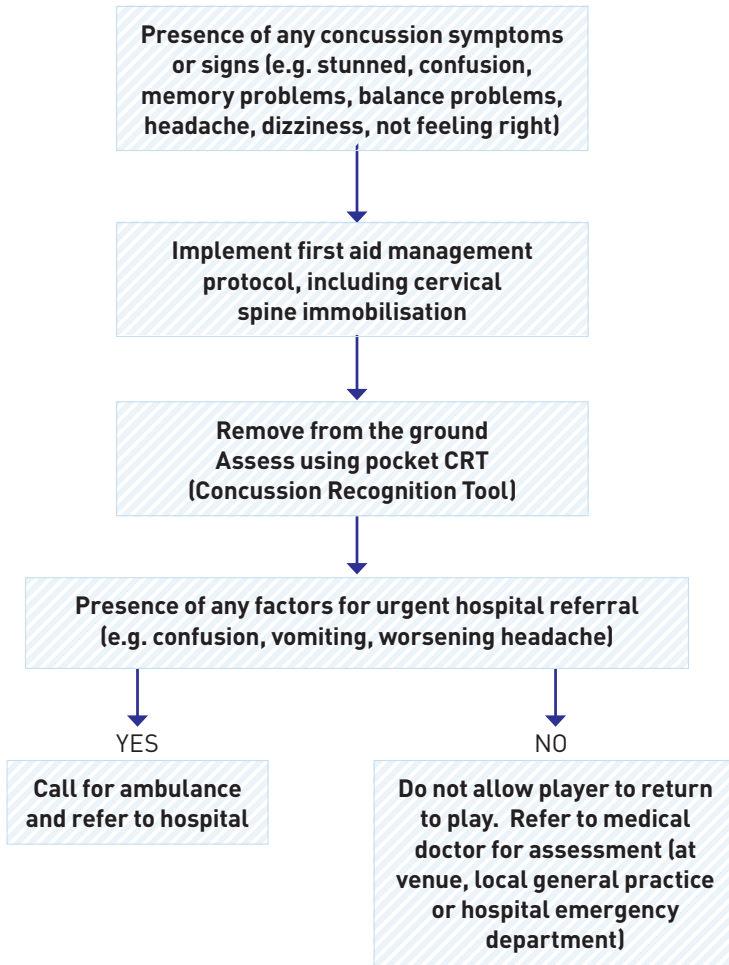 Presence of any concussion symptoms
or signs (e.g. stunned, confusion,
memory problems, balance problems,
headache, dizziness, not feeling right)
Implement first aid management
protocol, including cervical
spine immobilisation
Remove from the ground
Assess using pocket CRT
(Concussion Recognition Tool)
Presence of any factors for urgent hospital referral
(e.g. confusion, vomiting, worsening headache)
YES
Call for ambulance
and refer to hospital
NO
Do not allow player to return
to play. Refer to medical
doctor for assessment (at
venue, local general practice
or hospital emergency
department)